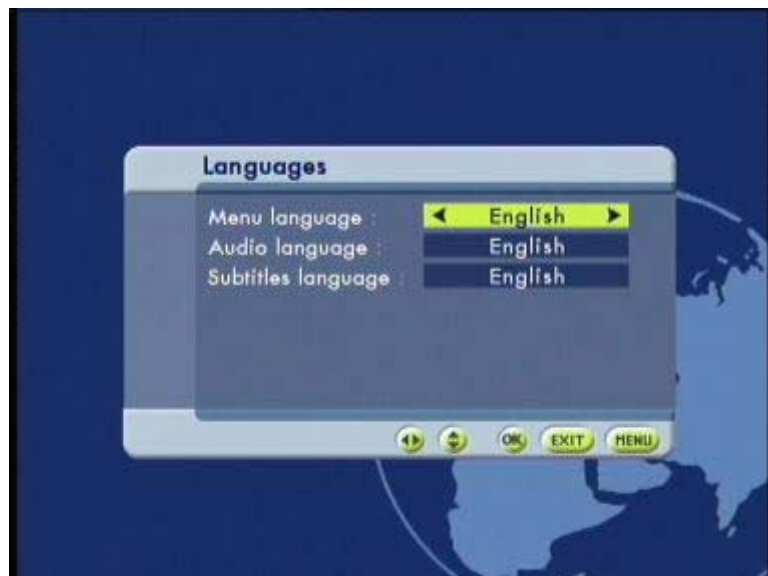 Languages
Menu language : English
Audio language : English
Subtitles language : English
OK EXIT MENU